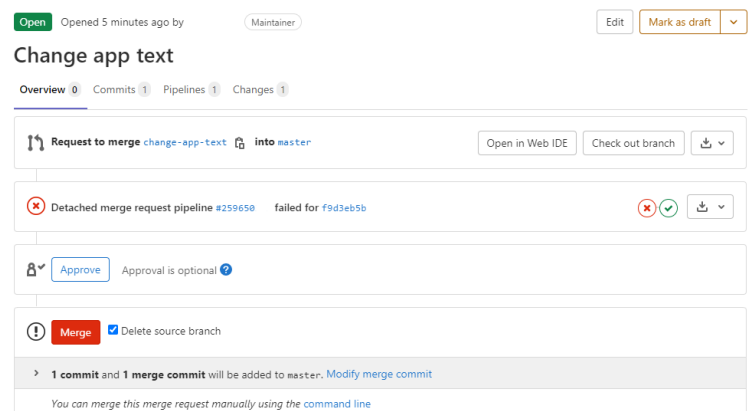 Open Opened 5 minutes ago by Maintainer Edit Mark as draft
Change app text
Overview 0 Commits 1 Pipelines 1 Changes 1
Request to merge change-app-text into master Open in Web IDE Check out branch
Detached merge request pipeline #259650 failed for f9d3eb5b
Approve Approval is optional ?
Merge Delete source branch
1 commit and 1 merge commit will be added to master. Modify merge commit
You can merge this merge request manually using the command line